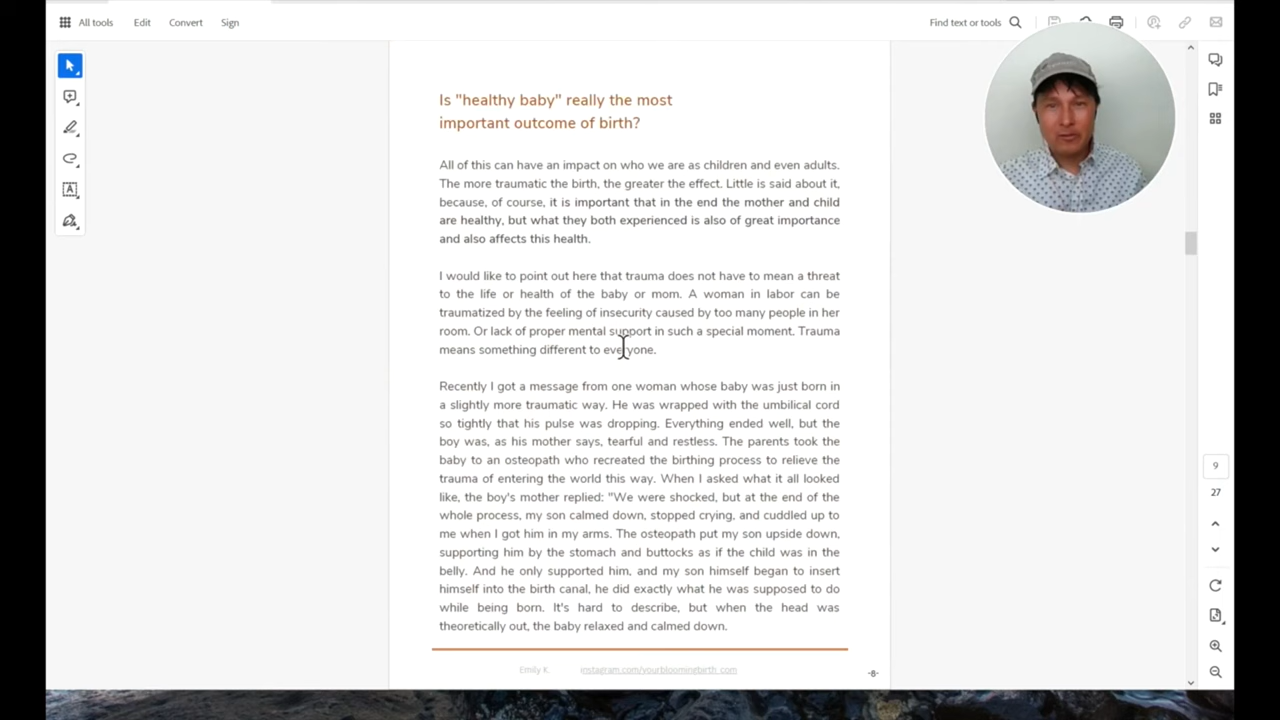 All tools Edit Convert Sign Find text or tools
Is "healthy baby" really the most
important outcome of birth?
All of this can have an impact on who we are as children and even adults.
The more traumatic the birth, the greater the effect. Little is said about it,
because, of course, it is important that in the end the mother and child
are healthy, but what they both experienced is also of great importance
and also affects this health.
I would like to point out here that trauma does not have to mean a threat
to the life or health of the baby or mom. A woman in labor can be
traumatized by the feeling of insecurity caused by too many people in her
room. Or lack of proper mental support in such a special moment. Trauma
means something different to everyone.
Recently I got a message from one woman whose baby was just born in
a slightly more traumatic way. He was wrapped with the umbilical cord
so tightly that his pulse was dropping. Everything ended well, but the
boy was, as his mother says, tearful and restless. The parents took the
baby to an osteopath who recreated the birthing process to relieve the
trauma of entering the world this way. When I asked what it all looked
like, the boy's mother replied: "We were shocked, but at the end of the
whole process, my son calmed down, stopped crying, and cuddled up to
me when I got him in my arms. The osteopath put my son upside down,
supporting him by the stomach and buttocks as if the child was in the
belly. And he only supported him, and my son himself began to insert
himself into the birth canal, he did exactly what he was supposed to do
while being born. It's hard to describe, but when the head was
theoretically out, the baby relaxed and calmed down.
Emily K. instagram.com/yourbloomingbirth_com
-8-
9
27